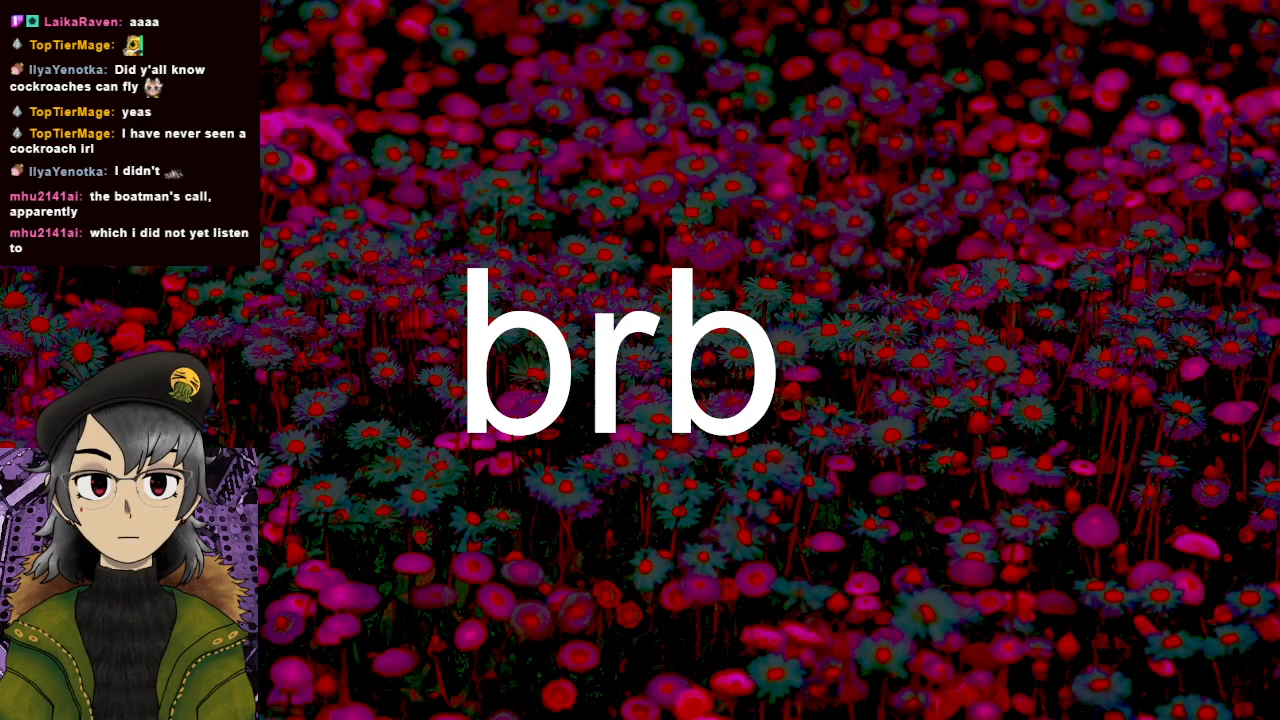 LaikaRaven: aaaa
TopTierMage:
IlyaYenotka: Did y'all know
cockroaches can fly
TopTierMage: yeas
TopTierMage: I have never seen a
cockroach irl
IlyaYenotka: I didn't
mhu2141ai: the boatman's call,
apparently
mhu2141ai: which i did not yet listen
to
brb